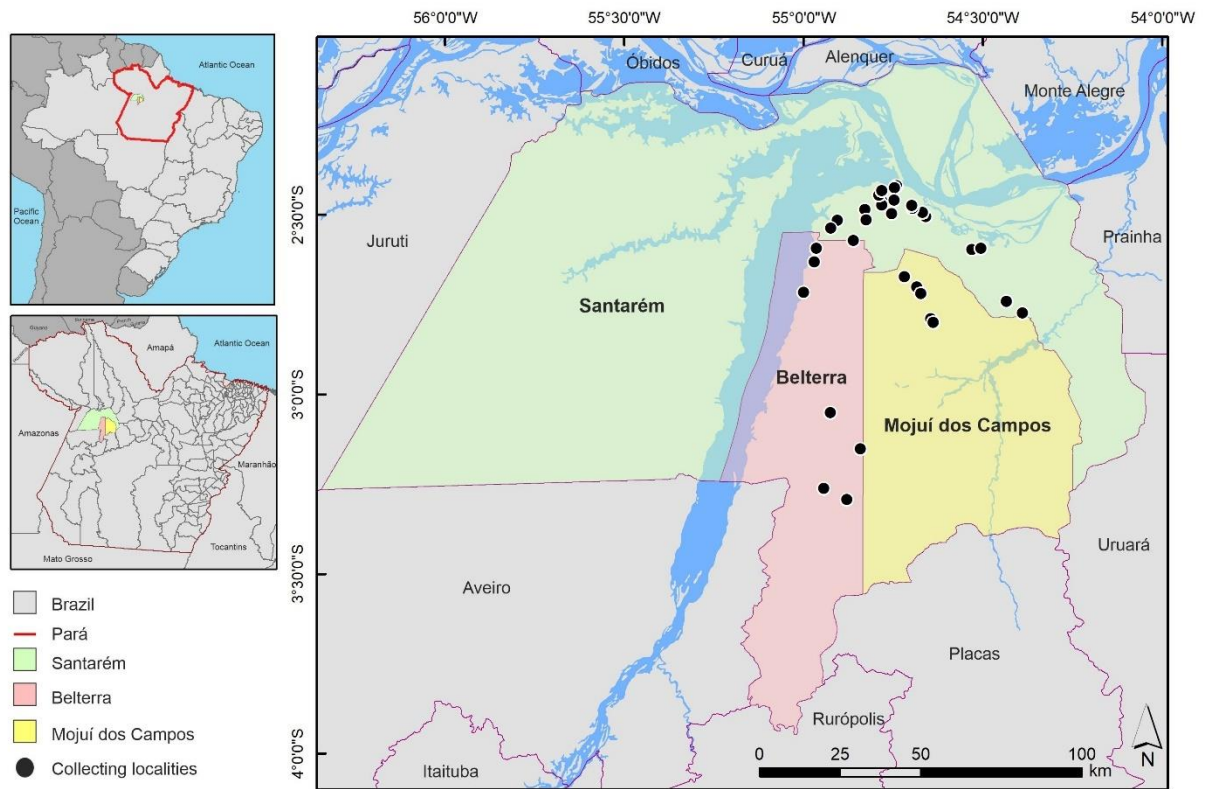 56°0'0"W
55°30'0"W
55°0'0"W
54°30'0"W
54°0'0"W
Atlantic Ocean
Pacific
Ocean
Amapá
Atlantic Ocean
Amazonas
Maranhão
Tocantins
Mato Grosso
Brazil
Pará
Santarém
Belterra
Mojuí dos Campos
Collecting localities
2°30'0"S
3°0'0"S
3°30'0"S
4°0'0"S
Óbidos
Curuá
Alenquer
Monte Alegre
Juruti
Prainha
Santarém
Belterra
Mojuí dos Campos
Uruará
Aveiro
Placas
Rurópolis
Itaituba
0 25 50 100
km
N